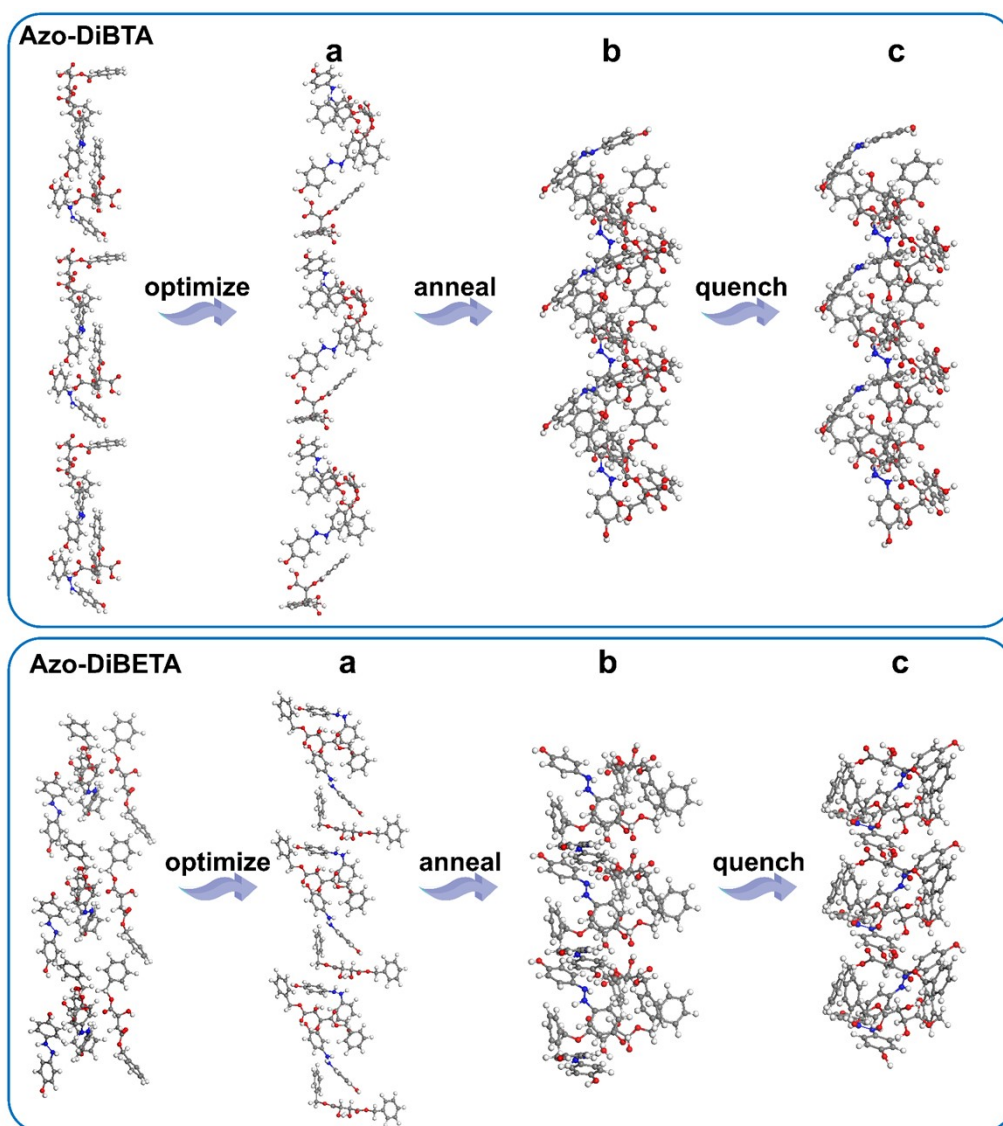 Azo-DiBTA
a
b
c
optimize
anneal
quench
Azo-DiBETA
a
b
c
optimize
anneal
quench